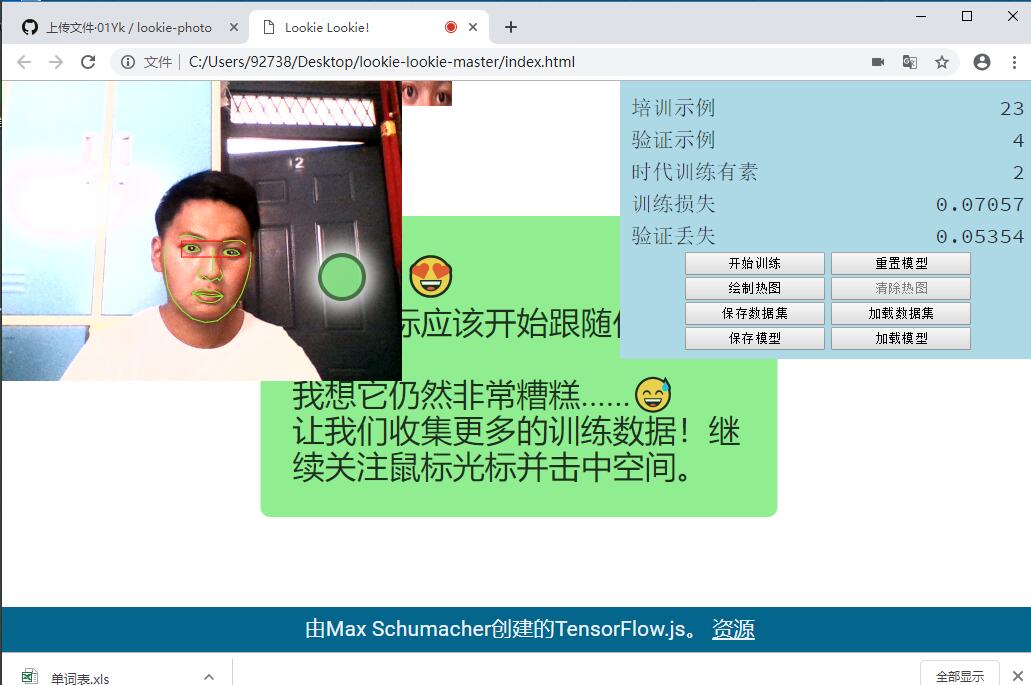 上传文件·01Yk / lookie-photo
Lookie Lookie!
文件
C:/Users/92738/Desktop/lookie-lookie-master/index.html
2
培训示例 23
验证示例 4
时代训练有素 2
训练损失 0.07057
验证丢失 0.05354
开始训练 重置模型
绘制热图 清除热图
保存数据集 加载数据集
保存模型 加载模型
示应该开始跟随
我想它仍然非常糟糕......
让我们收集更多的训练数据！继
续关注鼠标光标并击中空间。
由Max Schumacher创建的TensorFlow.js。 资源
单词表.xls
全部显示